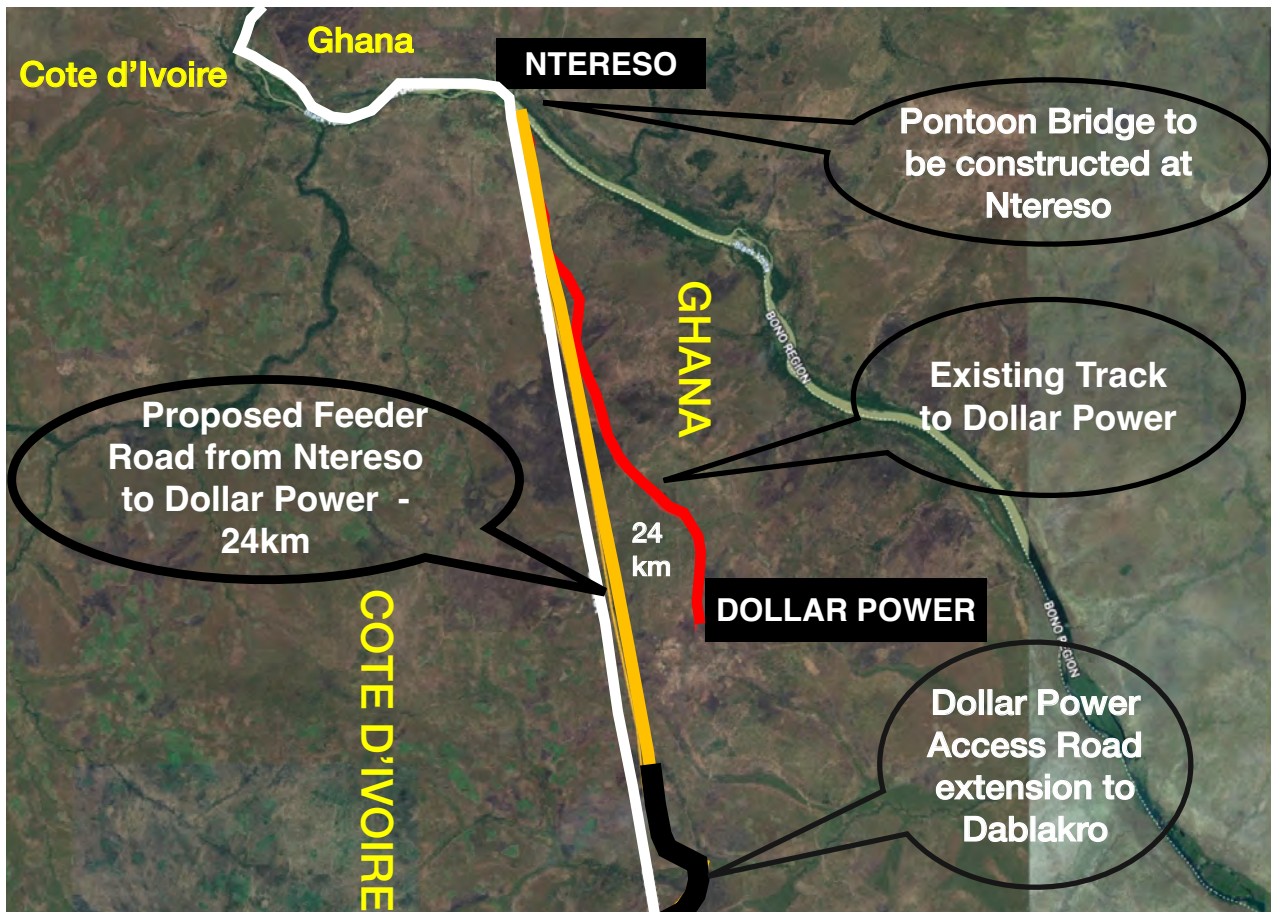 Ghana
Cote d’Ivoire
NTERESO
Pontoon Bridge to
be constructed at
Ntereso
GHANA
BONO REGION
Existing Track
to Dollar Power
Proposed Feeder
Road from Ntereso
to Dollar Power -
24km
24
km
DOLLAR POWER
COTE D’IVOIRE
BONO REGION
Dollar Power
Access Road
extension to
Dablakro